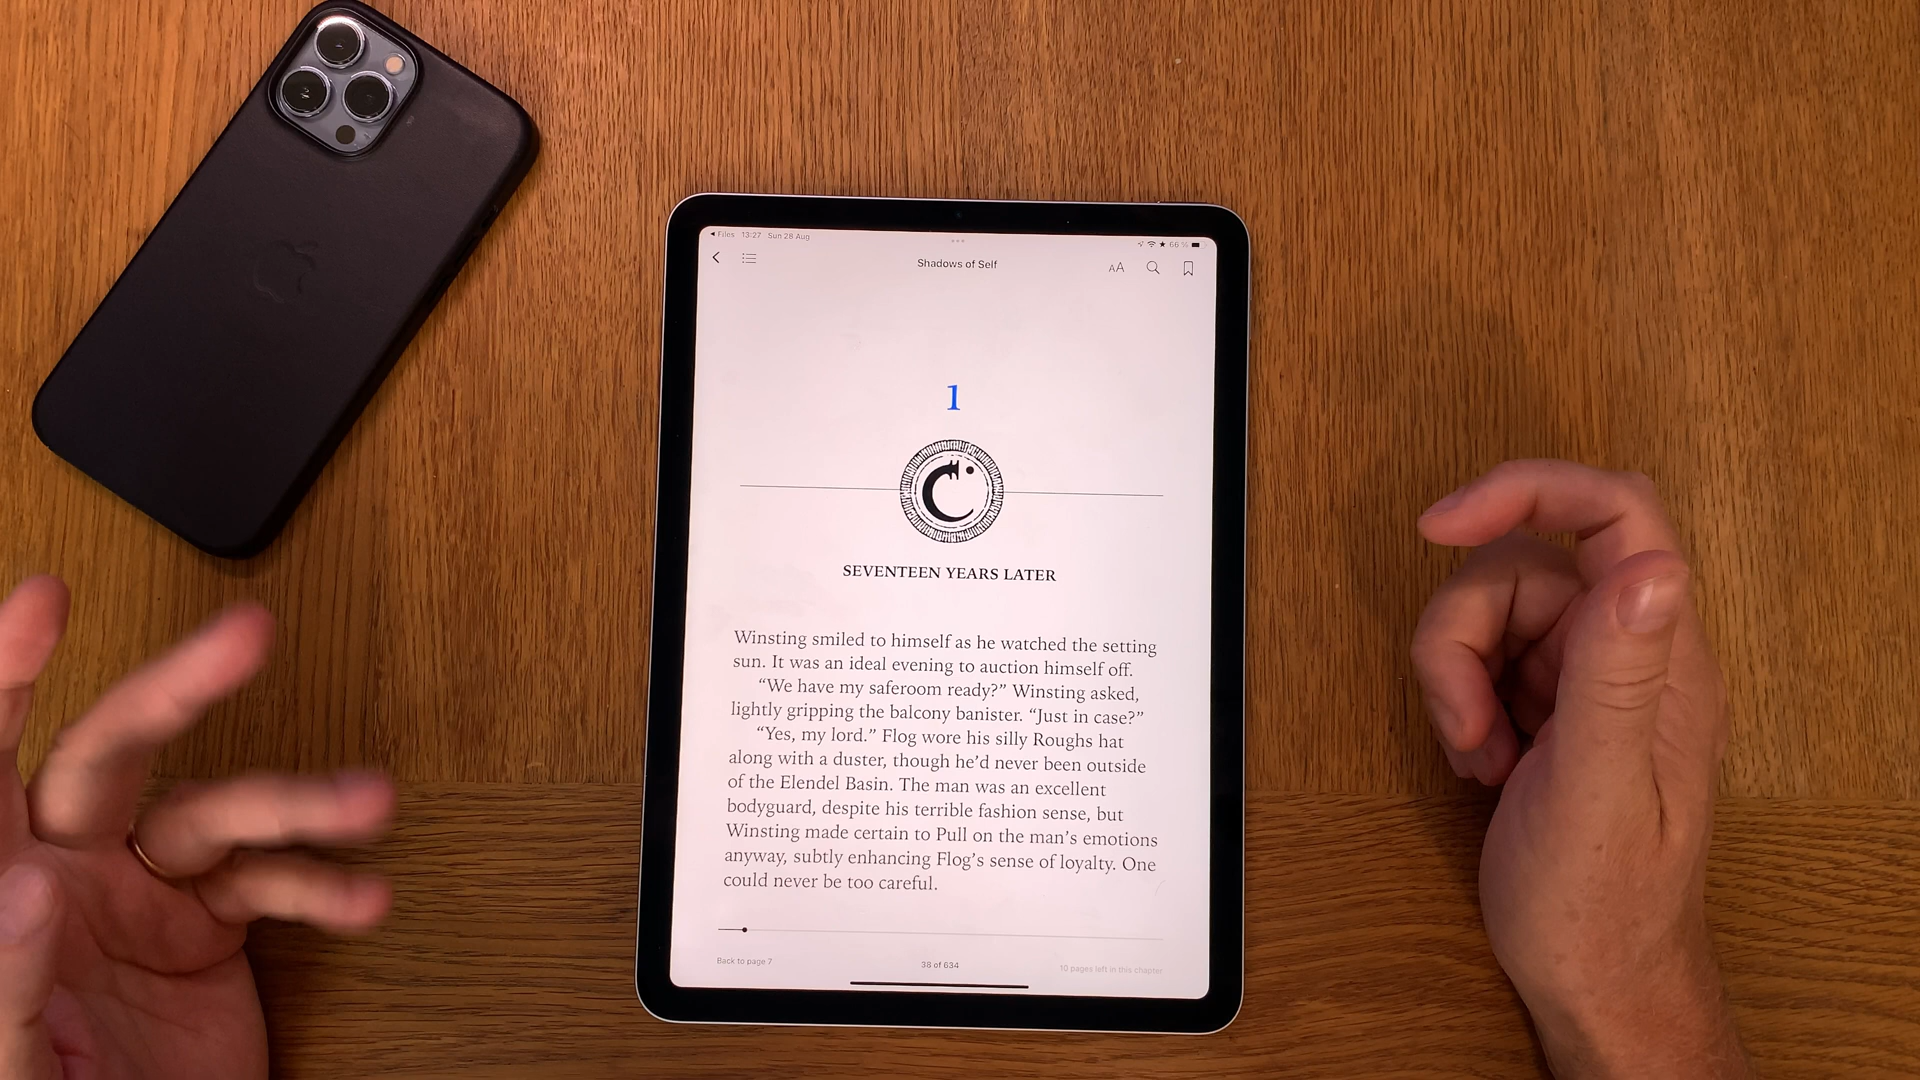 Files 13:27 Sun 28 Aug
66 %
Shadows of Self
AA
1
SEVENTEEN YEARS LATER
Winsting smiled to himself as he watched the setting
sun. It was an ideal evening to auction himself off.
“We have my saferoom ready?” Winsting asked,
lightly gripping the balcony banister. “Just in case?”
“Yes, my lord.” Flog wore his silly Roughs hat
along with a duster, though he’d never been outside
of the Elendel Basin. The man was an excellent
bodyguard, despite his terrible fashion sense, but
Winsting made certain to Pull on the man’s emotions
anyway, subtly enhancing Flog’s sense of loyalty. One
could never be too careful.
Back to page 7
38 of 634
10 pages left in this chapter